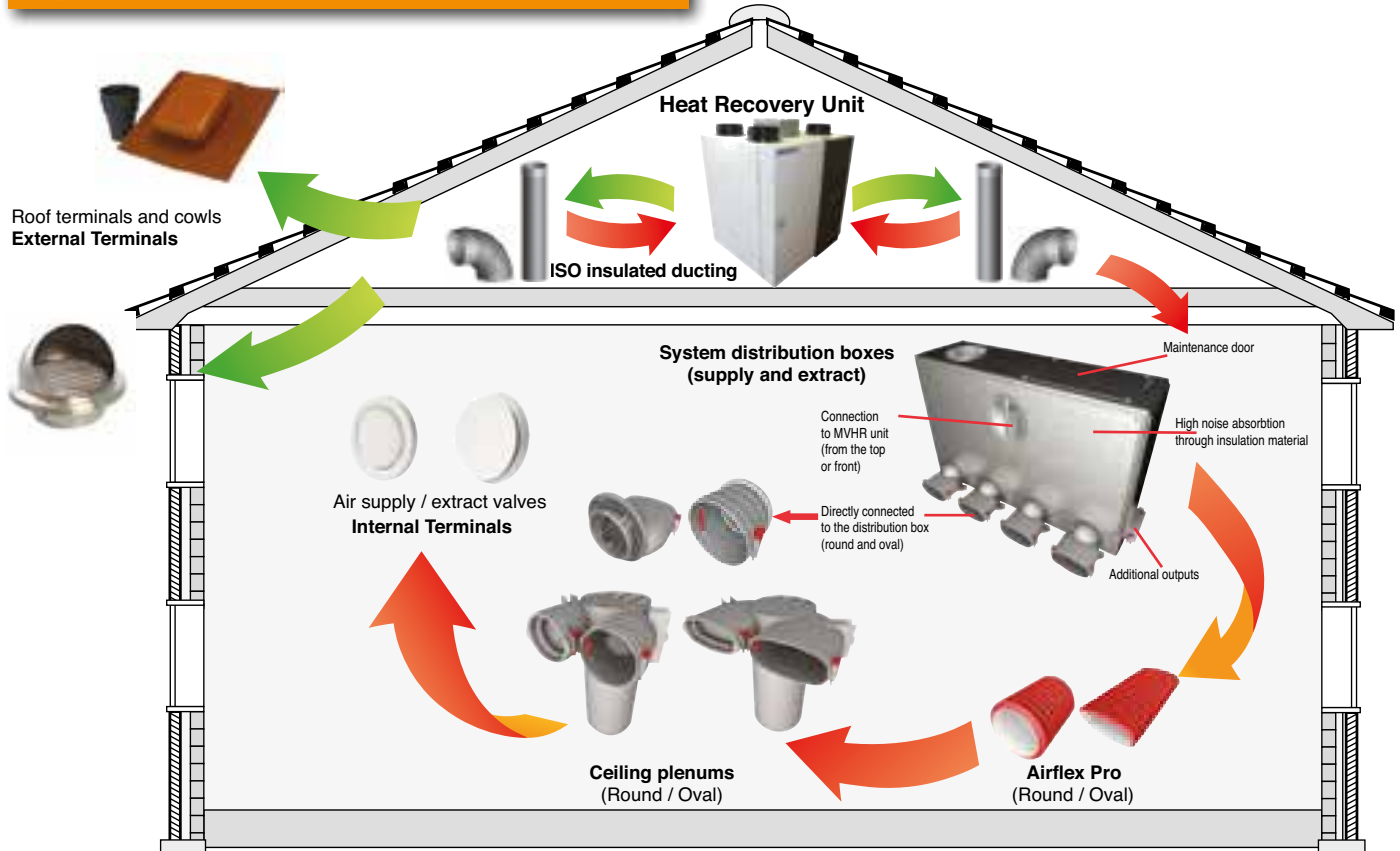 Heat Recovery Unit
Roof terminals and cowls
External Terminals
ISO insulated ducting
System distribution boxes
(supply and extract)
Maintenance door
Connection
to MVHR unit
(from the top
or front)
High noise absorbtion
through insulation material
Air supply / extract valves
Internal Terminals
Directly connected
to the distribution box
(round and oval)
Additional outputs
Ceiling plenums
(Round / Oval)
Airflex Pro
(Round / Oval)